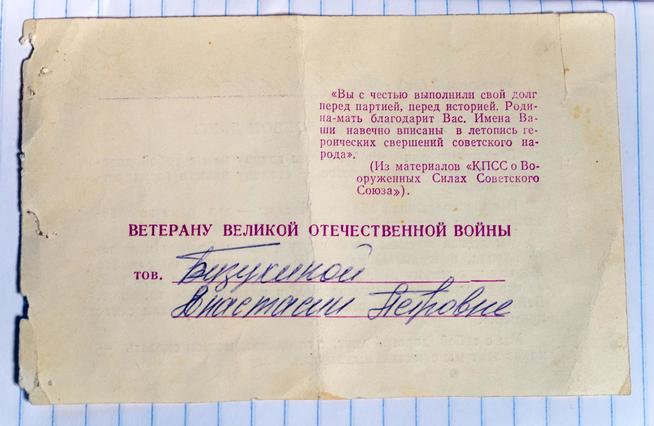 «Вы с честью выполнили свой долг
перед партией, перед историей. Роди-
на-мать благодарит Вас. Имена Ва-
ши навечно вписаны в летопись ге-
роических свершений советского на-
рода».
(Из материалов «КПСС о Во-
оруженных Силах Советского
Союза»).
ВЕТЕРАНУ ВЕЛИКОЙ ОТЕЧЕСТВЕННОЙ ВОЙНЫ
тов. Бузухиной
Анастасии Петровне